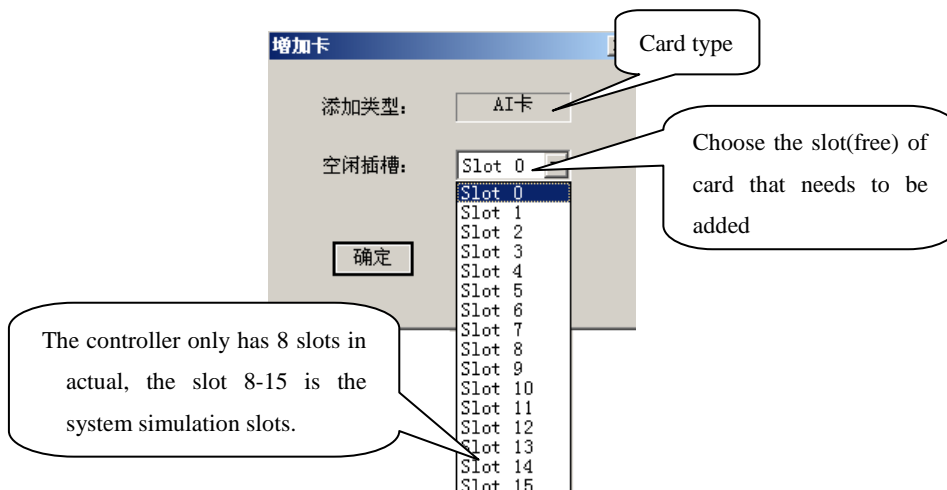 增加卡
Card type
添加类型:
AI卡
Choose the slot(free) of
card that needs to be
added
空闲插槽:
Slot 0
Slot 0
Slot 1
Slot 2
Slot 3
Slot 4
Slot 5
Slot 6
Slot 7
Slot 8
Slot 9
Slot 10
Slot 11
Slot 12
Slot 13
Slot 14
Slot 15
确定
The controller only has 8 slots in
actual, the slot 8-15 is the
system simulation slots.